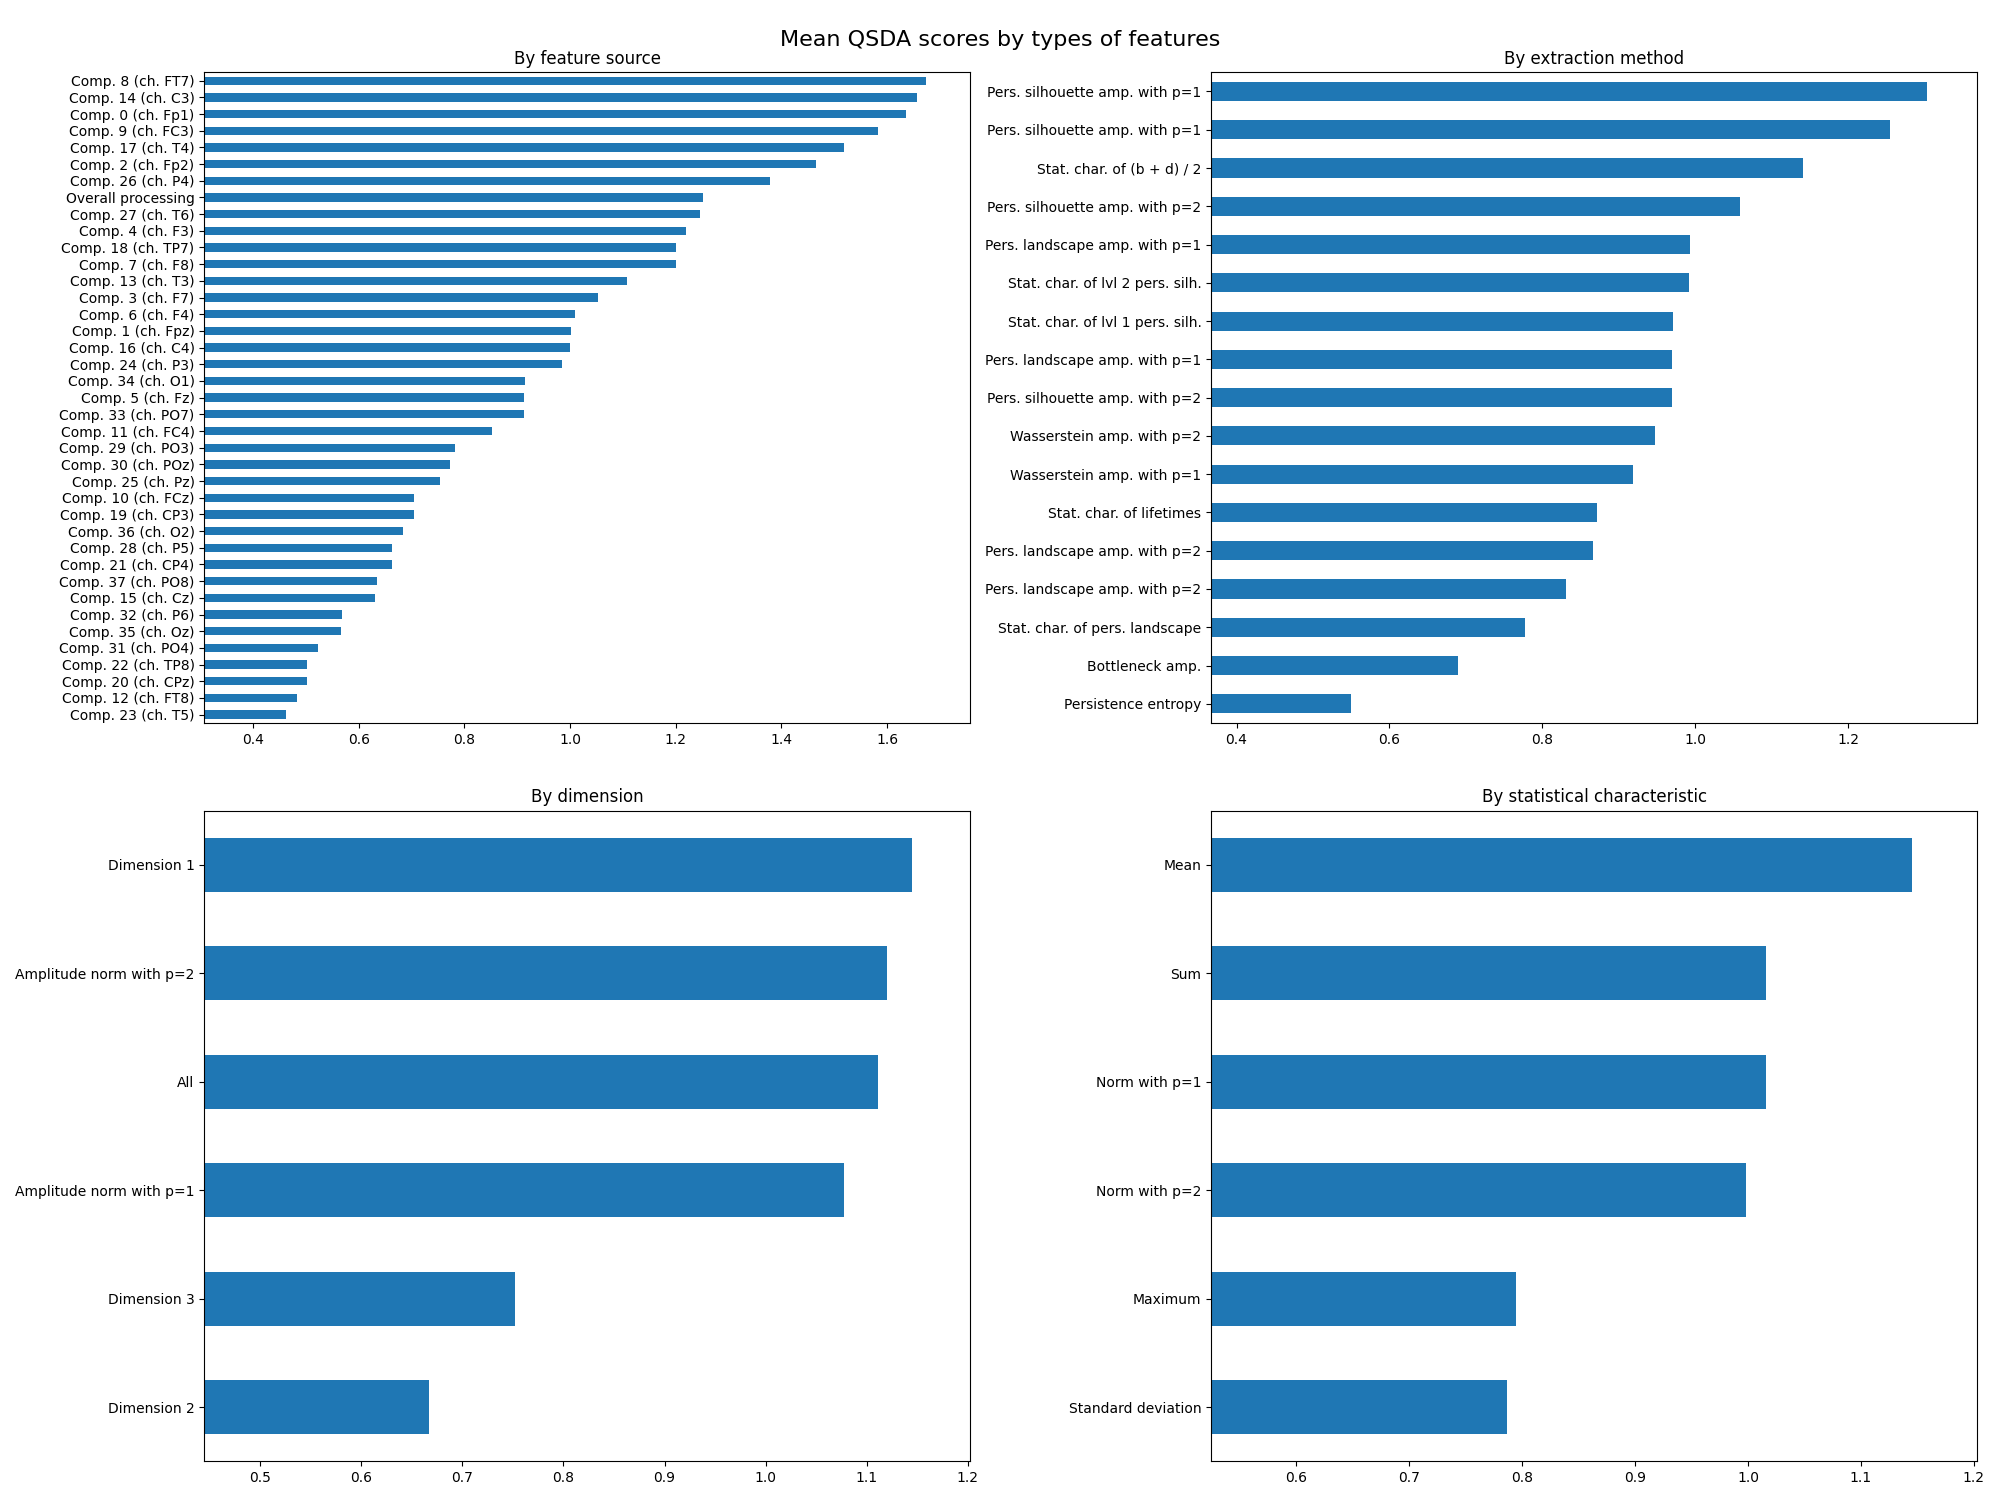 Mean QSDA scores by types of features
By feature source
Comp. 8 (ch. FT7)
Comp. 14 (ch. C3)
Comp. 0 (ch. Fp1)
Comp. 9 (ch. FC3)
Comp. 17 (ch. T4)
Comp. 2 (ch. Fp2)
Comp. 26 (ch. P4)
Overall processing
Comp. 27 (ch. T6)
Comp. 4 (ch. F3)
Comp. 18 (ch. TP7)
Comp. 7 (ch. F8)
Comp. 13 (ch. T3)
Comp. 3 (ch. F7)
Comp. 6 (ch. F4)
Comp. 1 (ch. Fpz)
Comp. 16 (ch. C4)
Comp. 24 (ch. P3)
Comp. 34 (ch. O1)
Comp. 5 (ch. Fz)
Comp. 33 (ch. PO7)
Comp. 11 (ch. FC4)
Comp. 29 (ch. PO3)
Comp. 30 (ch. POz)
Comp. 25 (ch. Pz)
Comp. 10 (ch. FCz)
Comp. 19 (ch. CP3)
Comp. 36 (ch. O2)
Comp. 28 (ch. P5)
Comp. 21 (ch. CP4)
Comp. 37 (ch. PO8)
Comp. 15 (ch. Cz)
Comp. 32 (ch. P6)
Comp. 35 (ch. Oz)
Comp. 31 (ch. PO4)
Comp. 22 (ch. TP8)
Comp. 20 (ch. CPz)
Comp. 12 (ch. FT8)
Comp. 23 (ch. T5)
0.4 0.6 0.8 1.0 1.2 1.4 1.6
By extraction method
Pers. silhouette amp. with p=1
Pers. silhouette amp. with p=1
Stat. char. of (b + d) / 2
Pers. silhouette amp. with p=2
Pers. landscape amp. with p=1
Stat. char. of lvl 2 pers. silh.
Stat. char. of lvl 1 pers. silh.
Pers. landscape amp. with p=1
Pers. silhouette amp. with p=2
Wasserstein amp. with p=2
Wasserstein amp. with p=1
Stat. char. of lifetimes
Pers. landscape amp. with p=2
Pers. landscape amp. with p=2
Stat. char. of pers. landscape
Bottleneck amp.
Persistence entropy
0.4 0.6 0.8 1.0 1.2
By dimension
Dimension 1
Amplitude norm with p=2
All
Amplitude norm with p=1
Dimension 3
Dimension 2
0.5 0.6 0.7 0.8 0.9 1.0 1.1 1.2
By statistical characteristic
Mean
Sum
Norm with p=1
Norm with p=2
Maximum
Standard deviation
0.6 0.7 0.8 0.9 1.0 1.1 1.2